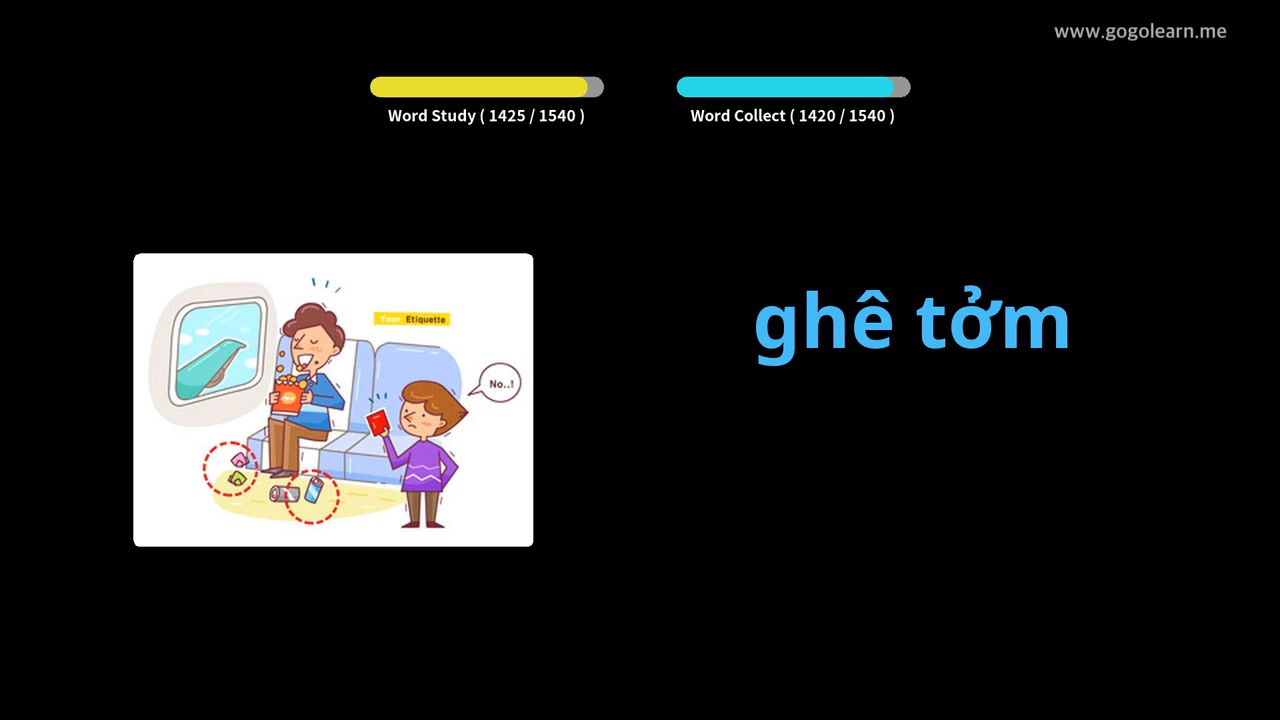 www.gogolearn.me
Word Study ( 1425 / 1540 )
Word Collect ( 1420 / 1540 )
Your Etiquette
No..!
ghê tởm